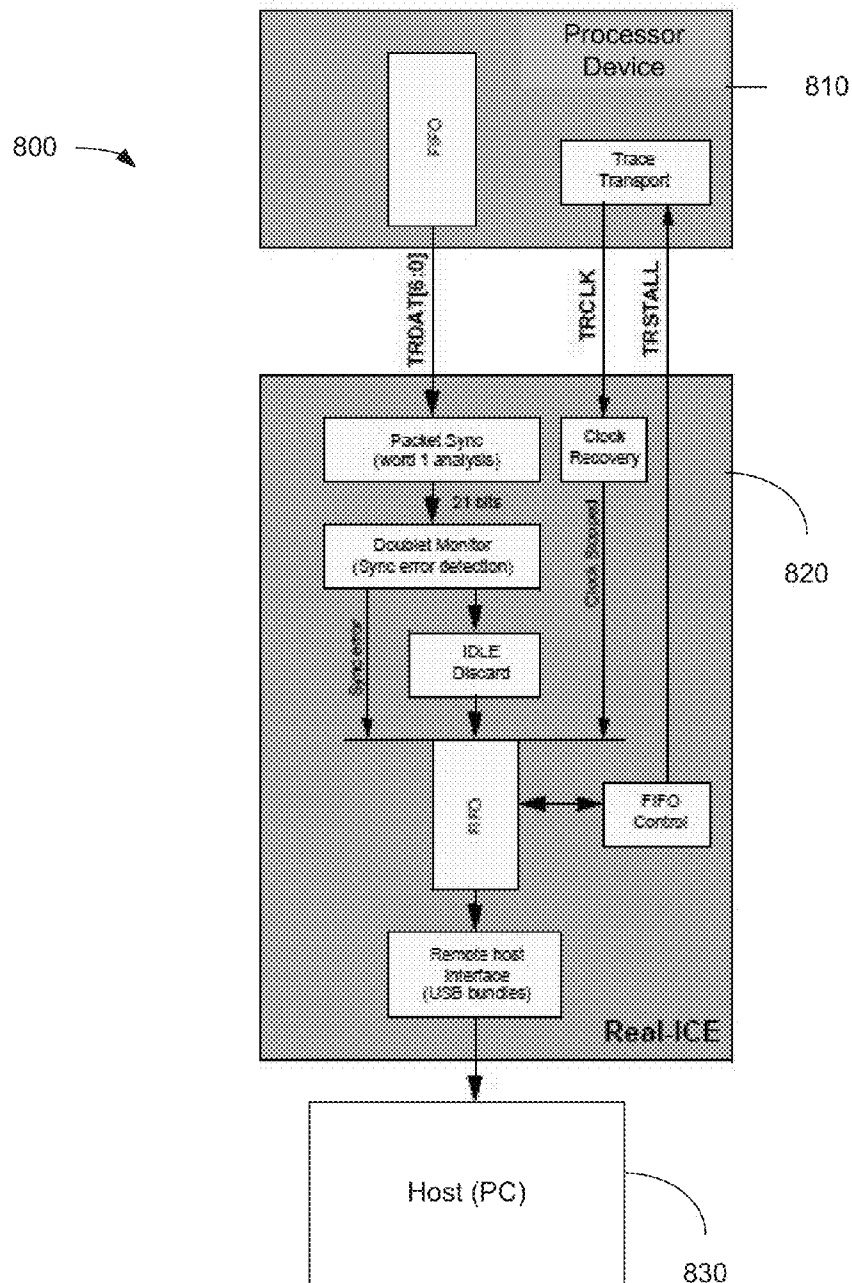 Processor
Device
810
800
FIFO
Trace
Transport
TRDAT[6:0]
TRCLK
TRSTALL
Packet Sync
(word 1 analysis)
Clock
Recovery
21 bits
Doublet Monitor
(Sync error detection)
820
Sync error
Clock Stopped
IDLE
Discard
FIFO
FIFO
Control
Remote host
Interface
(USB bundles)
Real-ICE
Host (PC)
830